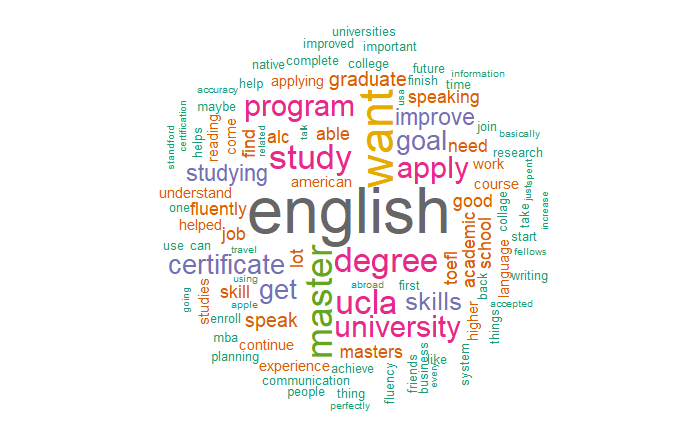 universities
improved important
native complete college
future information
accuracy help applying graduate finish time
certification maybe program want usa speaking
standford helps reading come find related alc talk able improve join basically
study goal need research
american apply work
studying course
understand good collage just spent
one fluently english take increase
helped job academic school start
use can travel fellows
certificate lot master degree toefl language back writing
using
going studies skill get abroad first skills accepted
apple ucla higher things
enroll speak university
mba continue masters like system
planning experience achieve friends business every
communication fluency
people thing
perfectly